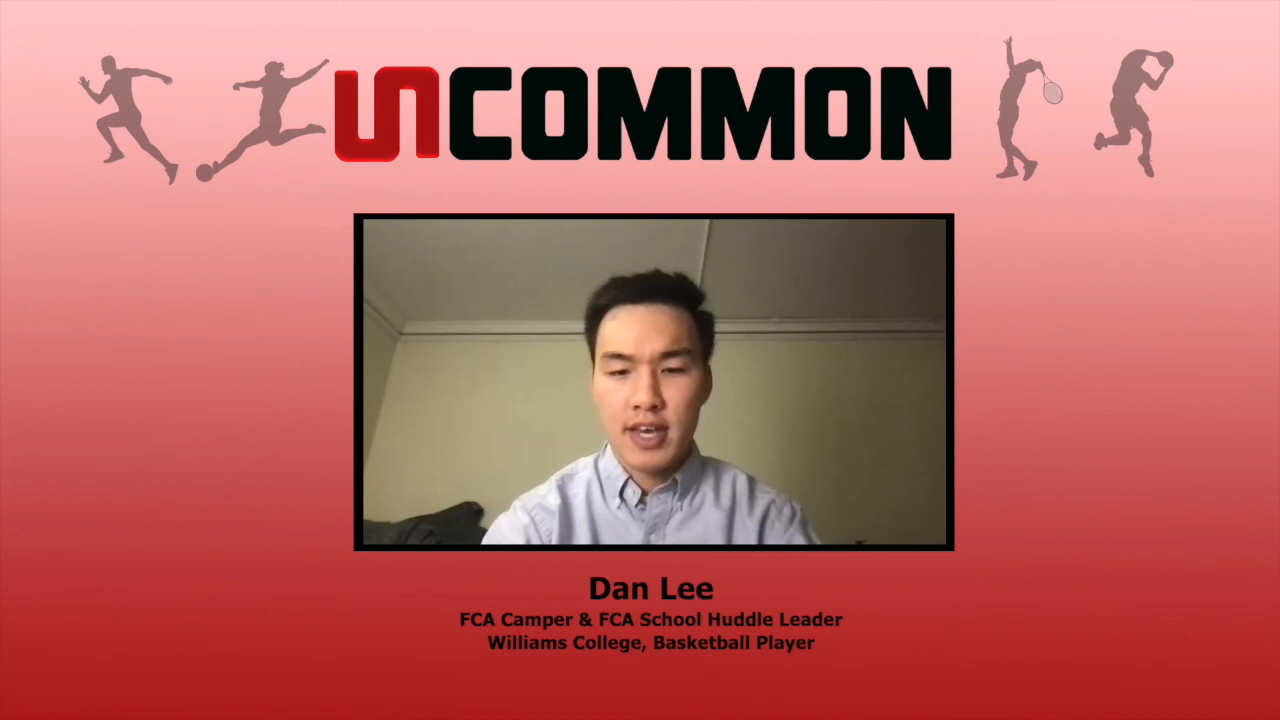 UNCOMMON
Dan Lee
FCA Camper & FCA School Huddle Leader
Williams College, Basketball Player